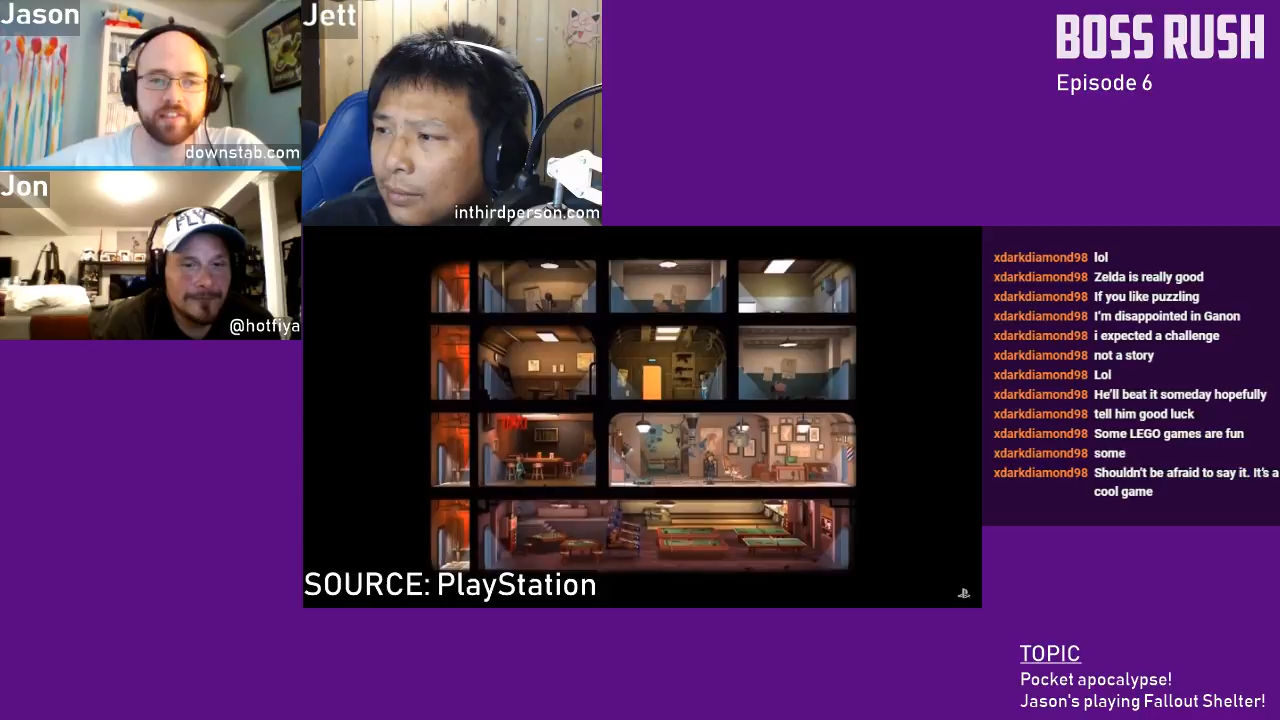 Jason
downstab.com
Jett
inthirdperson.com
Jon
FLY
@hotfiya
BOSS RUSH
Episode 6
xdarkdiamond98 lol
xdarkdiamond98 Zelda is really good
xdarkdiamond98 If you like puzzling
xdarkdiamond98 I'm disappointed in Ganon
xdarkdiamond98 i expected a challenge
xdarkdiamond98 not a story
xdarkdiamond98 Lol
xdarkdiamond98 He'll beat it someday hopefully
xdarkdiamond98 tell him good luck
xdarkdiamond98 Some LEGO games are fun
xdarkdiamond98 some
xdarkdiamond98 Shouldn't be afraid to say it. It's a
cool game
SOURCE: PlayStation
TOPIC
Pocket apocalypse!
Jason's playing Fallout Shelter!